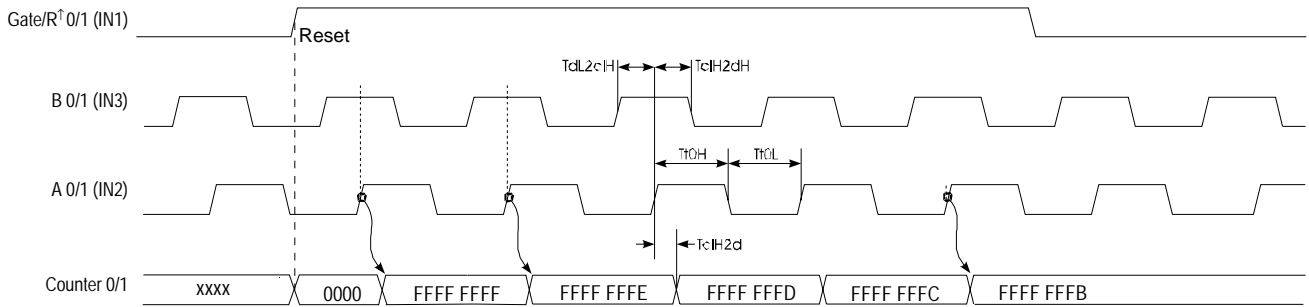 Gate/R↑ 0/1 (IN1)
Reset
TdL2clH
TclH2dH
B 0/1 (IN3)
Tt0H
Tt0L
A 0/1 (IN2)
TclH2d
Counter 0/1
xxxx
0000
FFFF FFFF
FFFF FFFE
FFFF FFFD
FFFF FFFC
FFFF FFFB